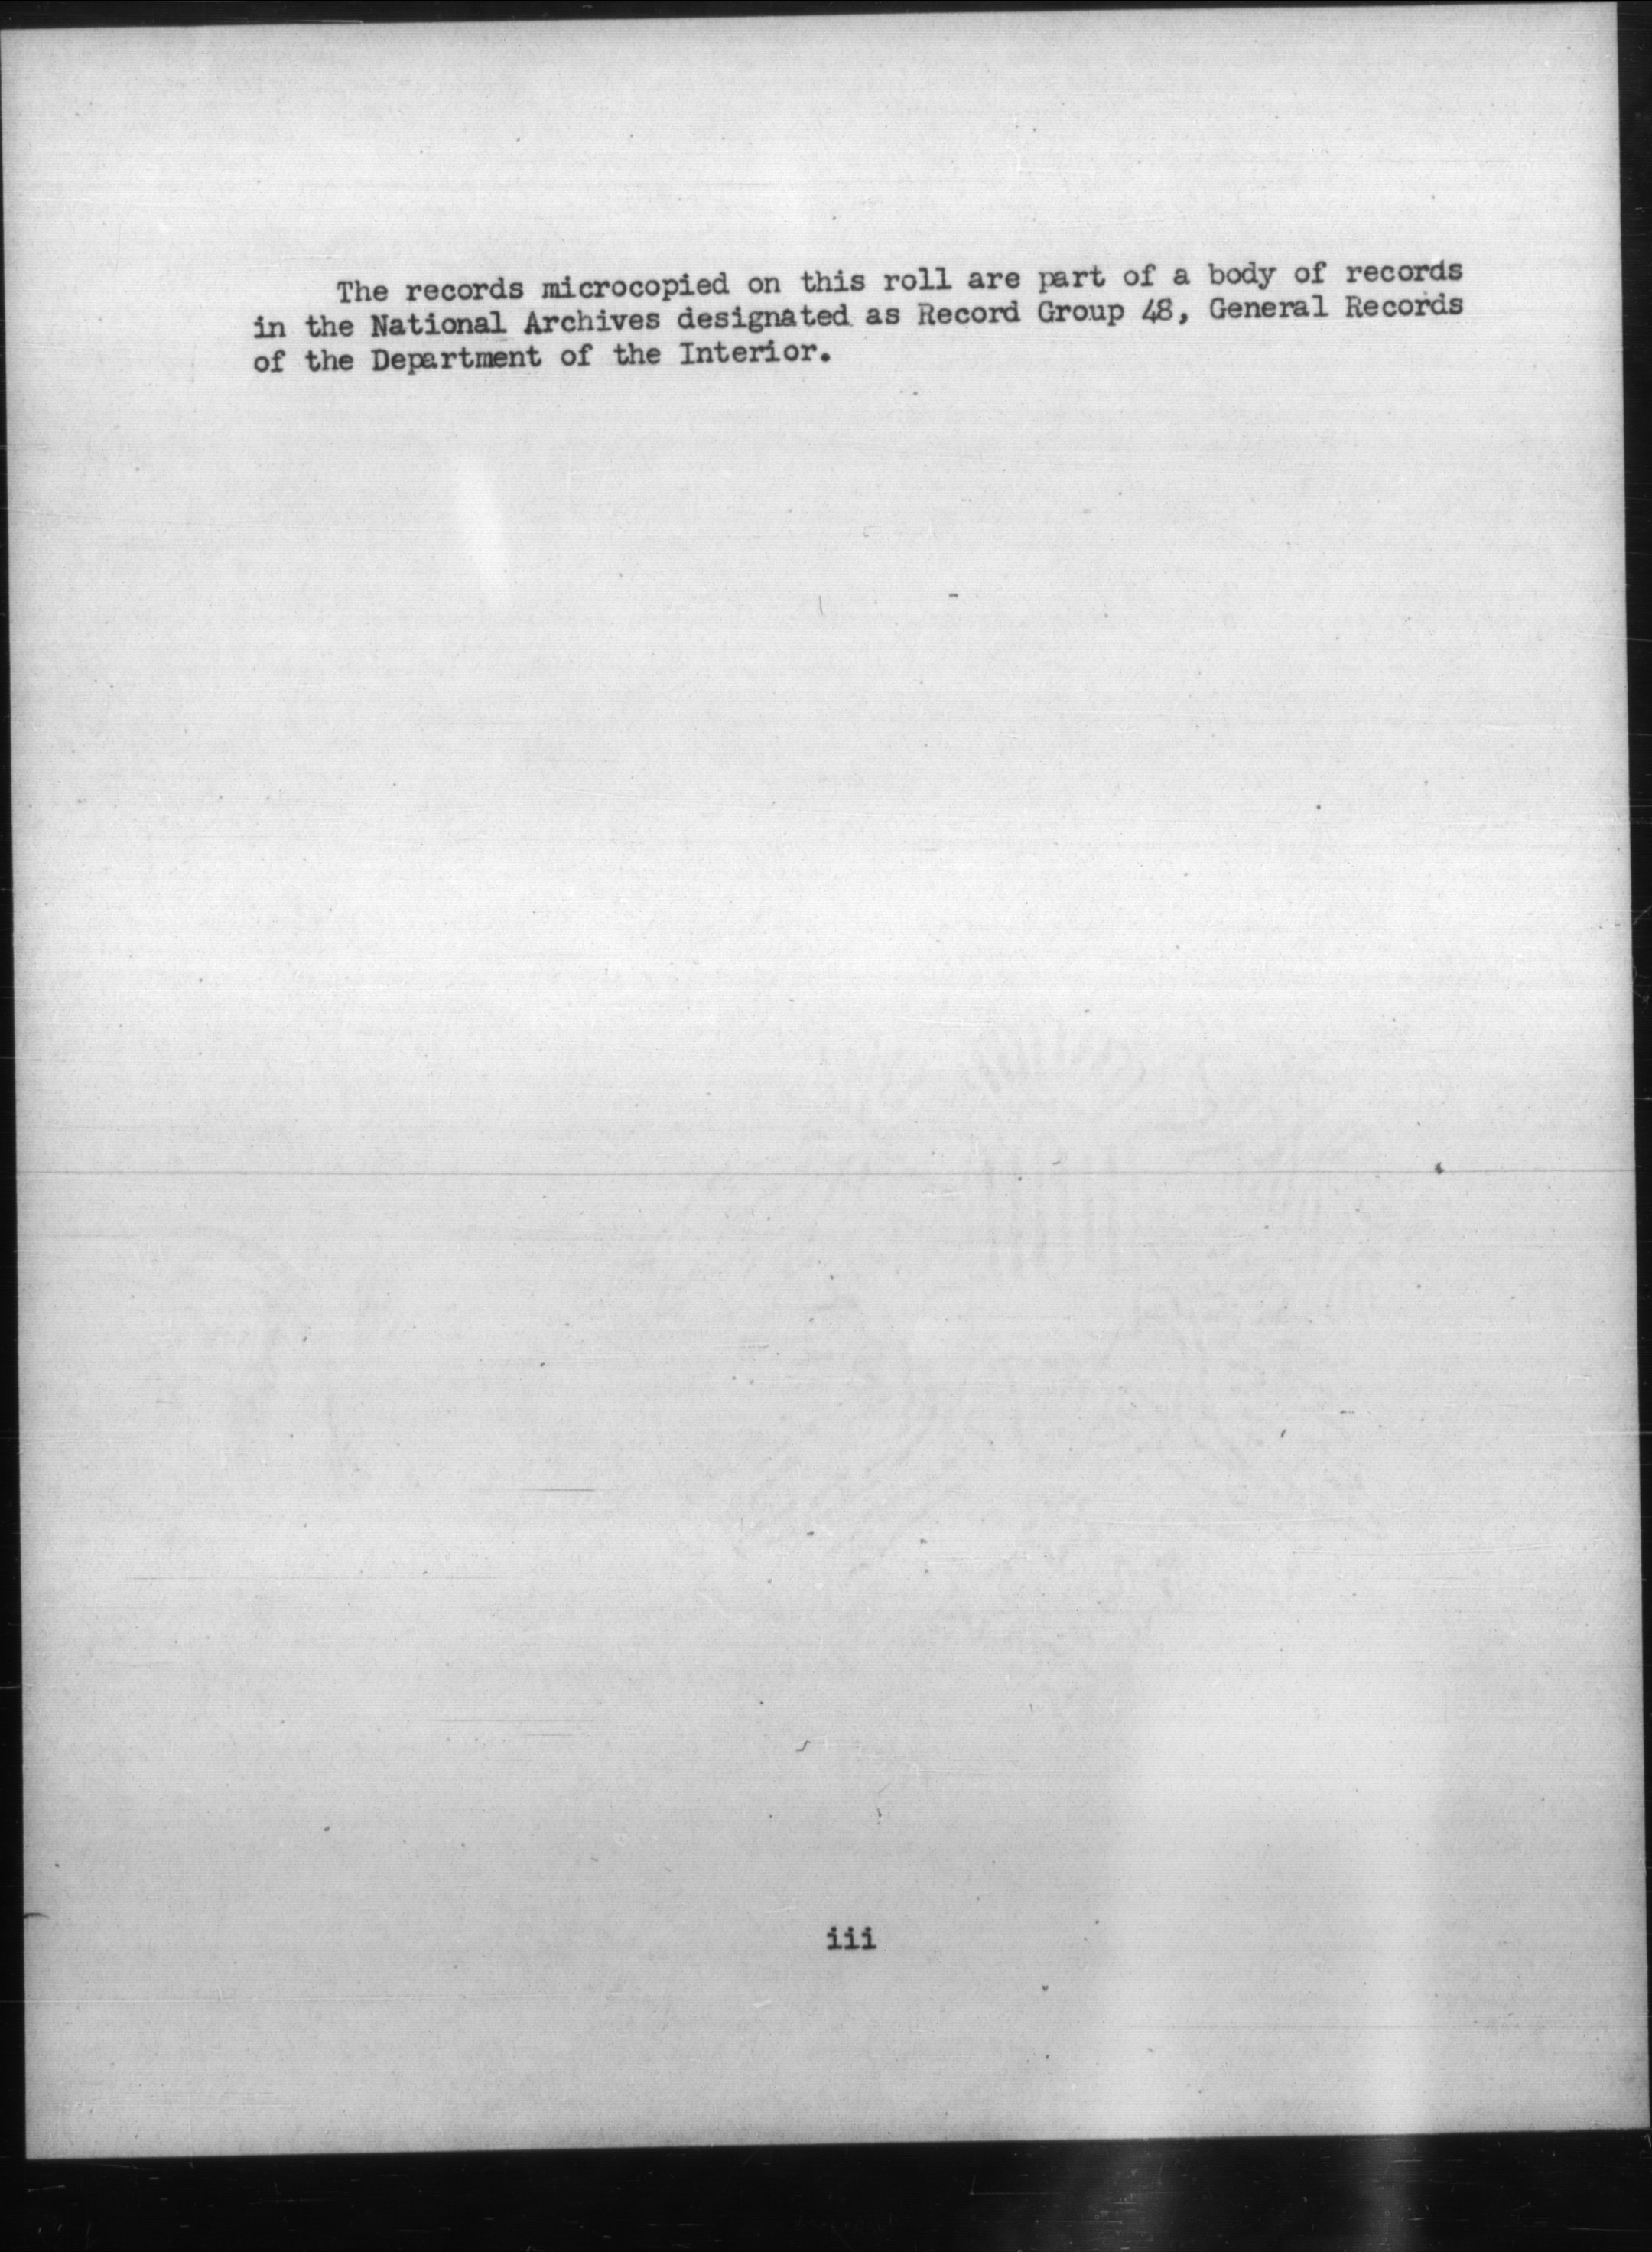 The records microcopied on this roll are part of a body of records
in the National Archives designated as Record Group 48, General Records
of the Department of the Interior.
iii